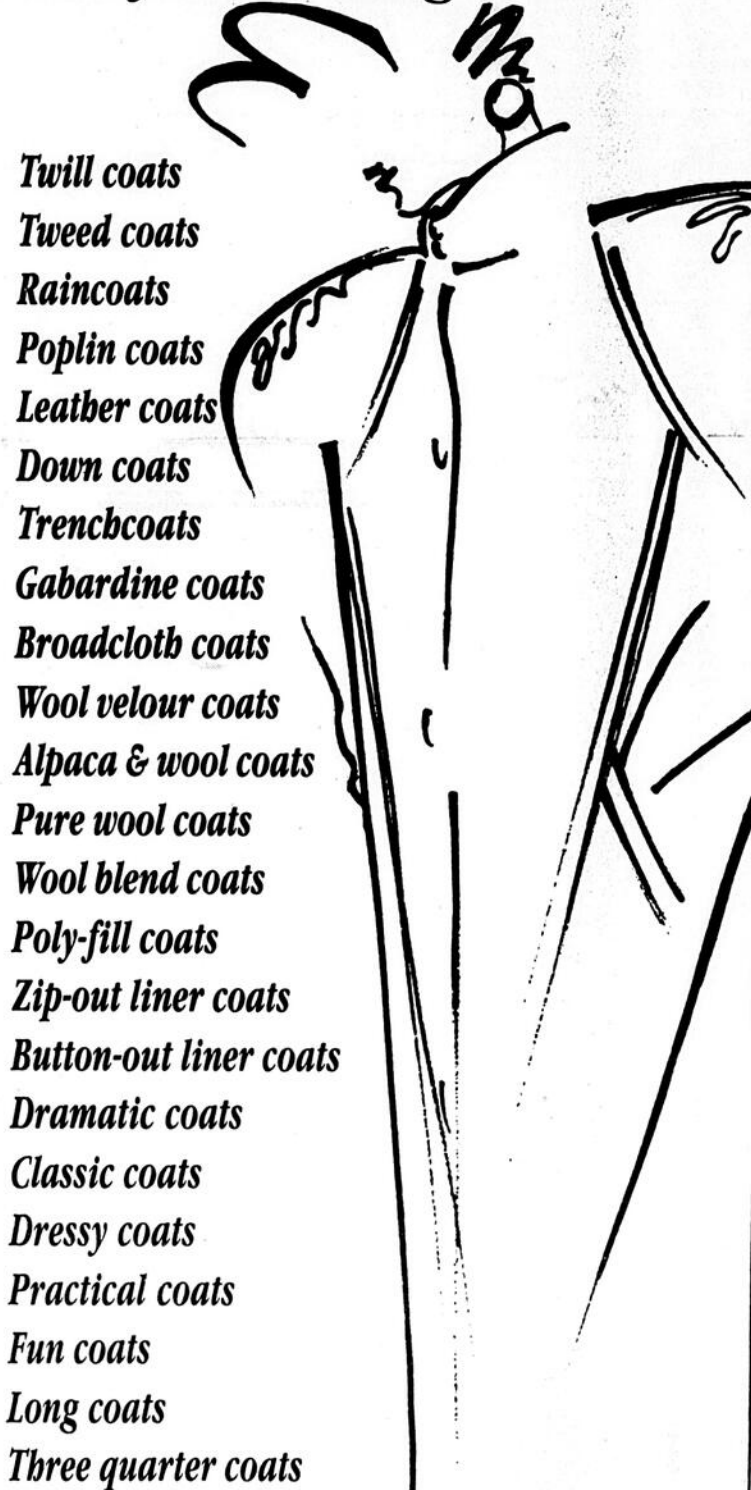 Twill coats
Tweed coats
Raincoats
Poplin coats
Leather coats
Down coats
Trenchcoats
Gabardine coats
Broadcloth coats
Wool velour coats
Alpaca & wool coats
Pure wool coats
Wool blend coats
Poly-fill coats
Zip-out liner coats
Button-out liner coats
Dramatic coats
Classic coats
Dressy coats
Practical coats
Fun coats
Long coats
Three quarter coats